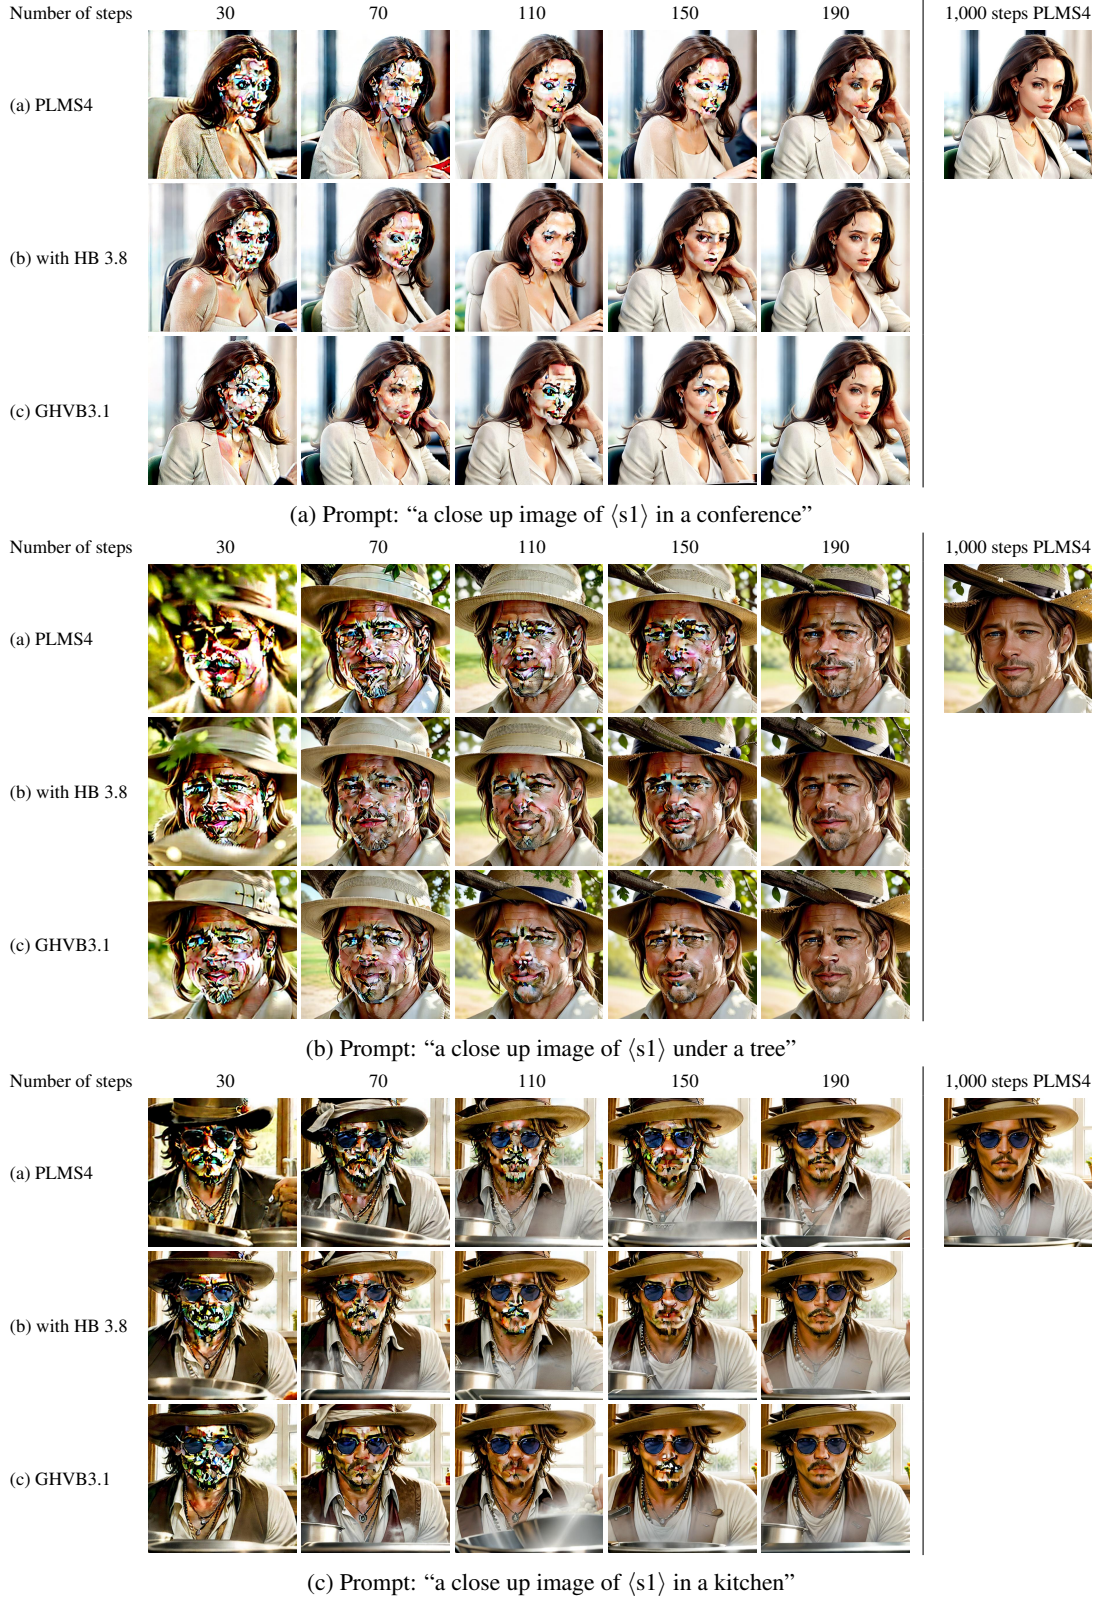 Number of steps 30 70 110 150 190 1,000 steps PLMS4
(a) PLMS4
(b) with HB 3.8
(c) GHVB3.1
(a) Prompt: “a close up image of ⟨s1⟩ in a conference”
Number of steps 30 70 110 150 190 1,000 steps PLMS4
(a) PLMS4
(b) with HB 3.8
(c) GHVB3.1
(b) Prompt: “a close up image of ⟨s1⟩ under a tree”
Number of steps 30 70 110 150 190 1,000 steps PLMS4
(a) PLMS4
(b) with HB 3.8
(c) GHVB3.1
(c) Prompt: “a close up image of ⟨s1⟩ in a kitchen”